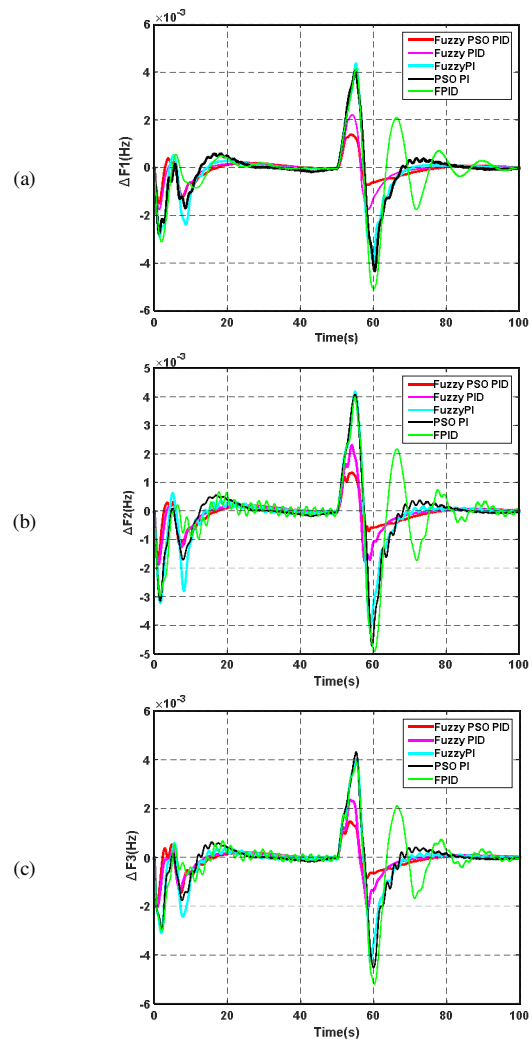 (a)
×10⁻³
6
4
2
0
-2
-4
-6
Δ F1(Hz)
Fuzzy PSO PID
Fuzzy PID
FuzzyPI
PSO PI
FPID
0 20 40 60 80 100
Time(s)
(b)
×10⁻³
5
4
3
2
1
0
-1
-2
-3
-4
-5
Δ F2(Hz)
Fuzzy PSO PID
Fuzzy PID
FuzzyPI
PSO PI
FPID
0 20 40 60 80 100
Time(s)
(c)
×10⁻³
6
4
2
0
-2
-4
-6
Δ F3(Hz)
Fuzzy PSO PID
Fuzzy PID
FuzzyPI
PSO PI
FPID
0 20 40 60 80 100
Time(s)